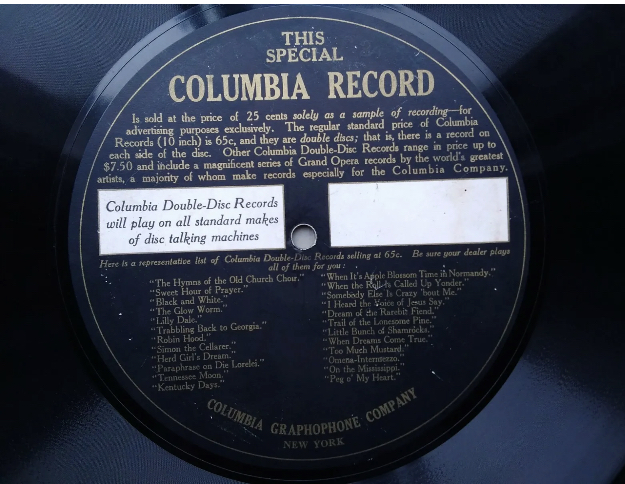 THIS
SPECIAL
COLUMBIA RECORD
Is sold at the price of 25 cents solely as a sample of recording—for
advertising purposes exclusively. The regular standard price of Columbia
Records (10 inch) is 65c, and they are double discs; that is, there is a record on
each side of the disc. Other Columbia Double-Disc Records range in price up to
$7.50 and include a magnificent series of Grand Opera records by the world's greatest
artists, a majority of whom make records especially for the Columbia Company.
Columbia Double-Disc Records
will play on all standard makes
of disc talking machines
Here is a representative list of Columbia Double-Disc Records selling at 65c. Be sure your dealer plays
all of them for you:
"The Hymns of the Old Church Choir."
"Sweet Hour of Prayer."
"Black and White."
"The Glow Worm."
"Lilly Dale."
"Trabbling Back to Georgia."
"Robin Hood."
"Simon the Cellarer."
"Herd Girl's Dream."
"Paraphrase on Die Lorelei."
"Tennessee Moon."
"Kentucky Days."
"When It's Apple Blossom Time in Normandy."
"When the Roll Is Called Up Yonder."
"Somebody Else Is Crazy 'bout Me."
"I Heard the Voice of Jesus Say."
"Dream of the Rarebit Fiend."
"Trail of the Lonesome Pine."
"Little Bunch of Shamrocks."
"When Dreams Come True."
"Too Much Mustard."
"Omena-Intermezzo."
"On the Mississippi."
"Peg o' My Heart."
COLUMBIA GRAPHOPHONE COMPANY
NEW YORK